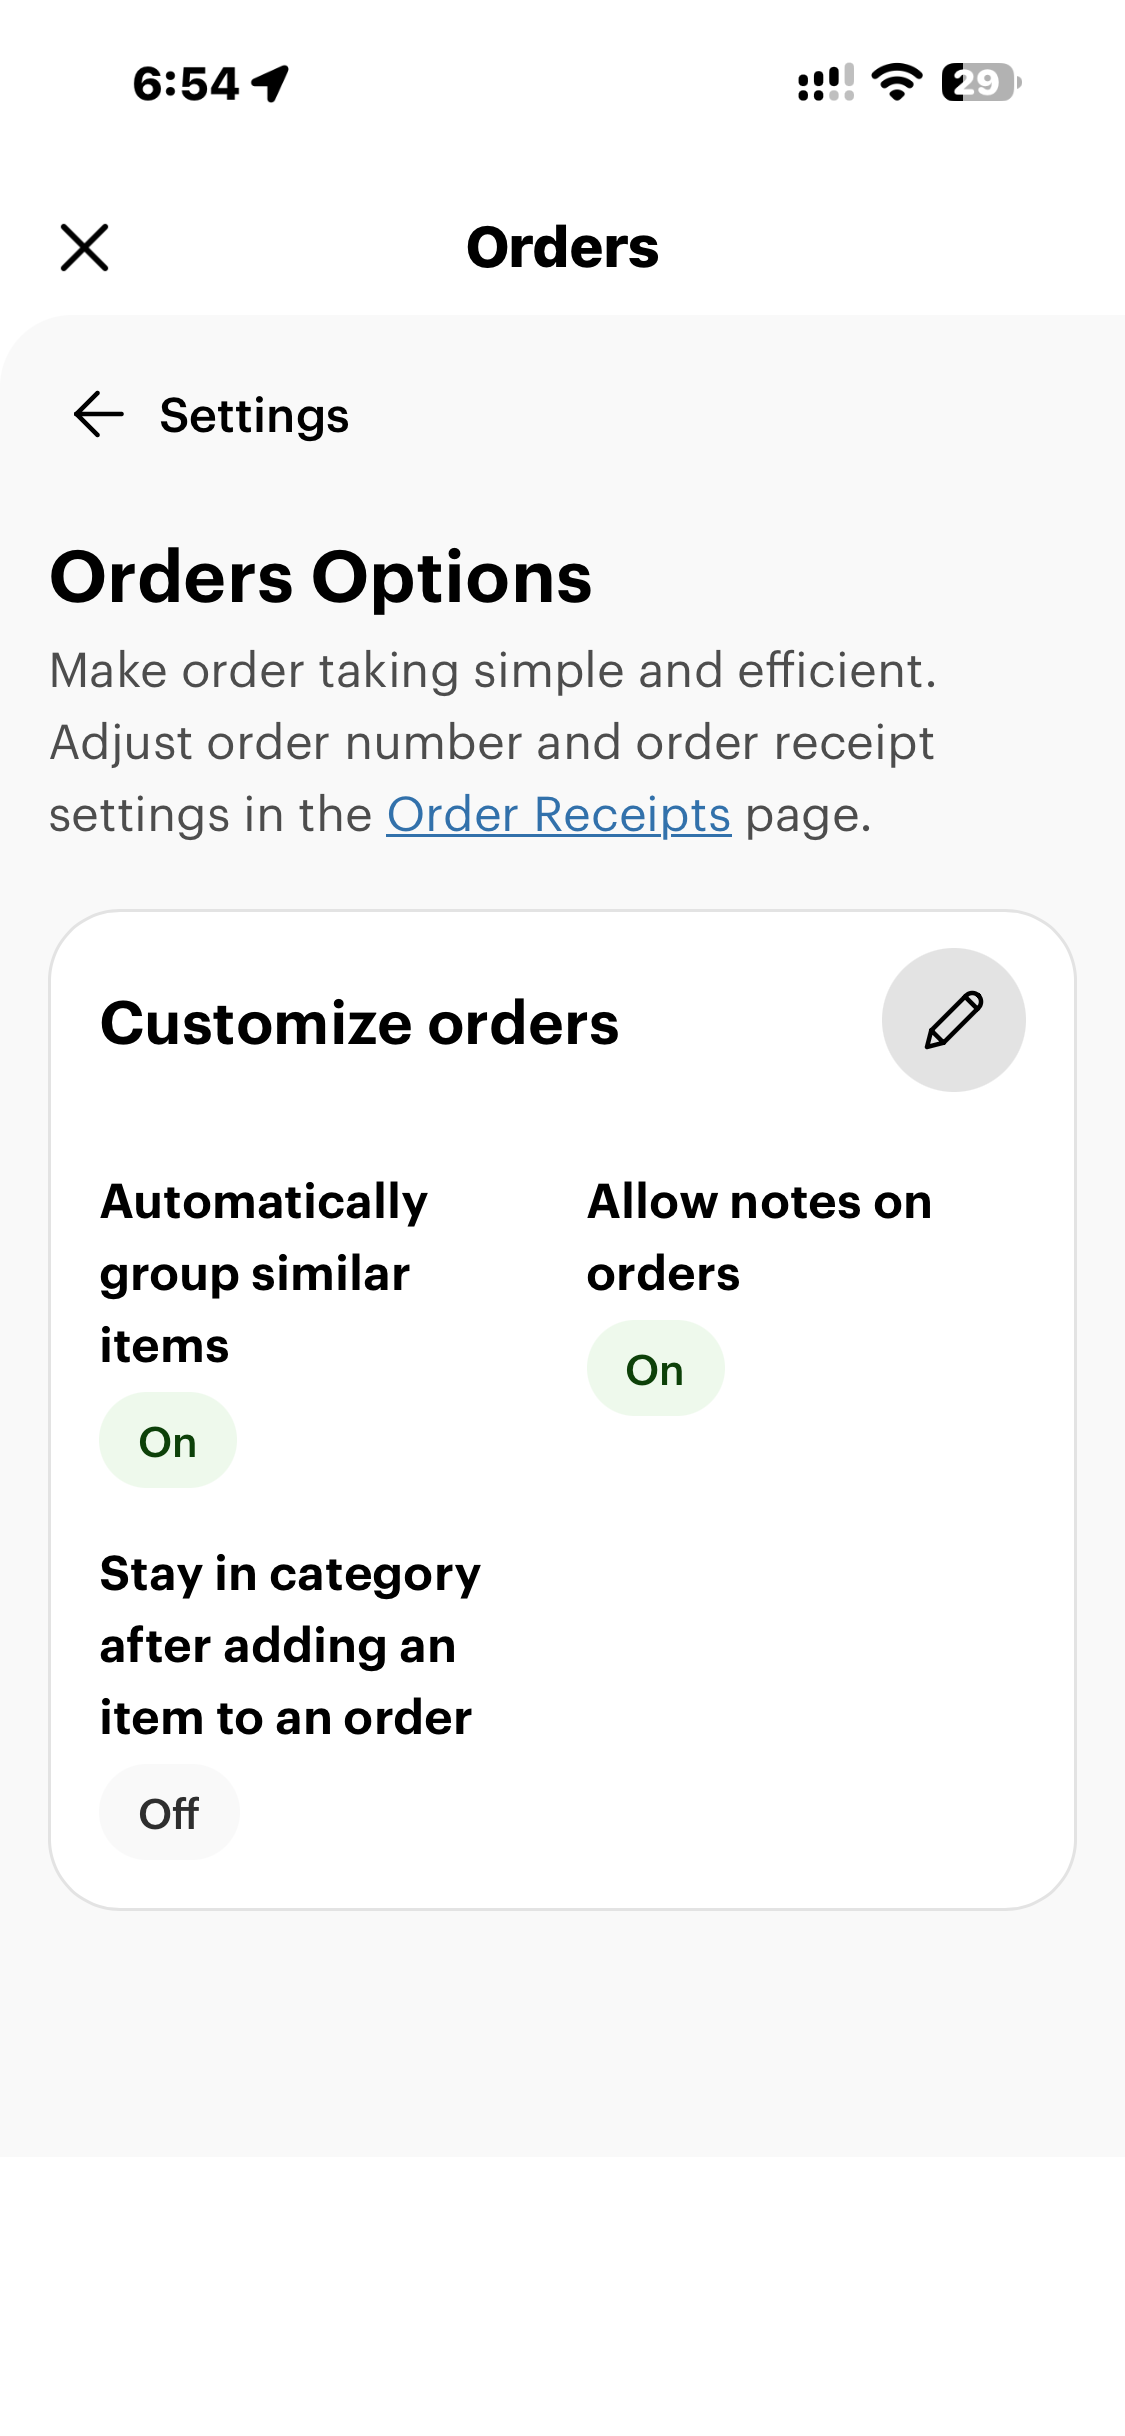 6:54
29
Orders
Settings
Orders Options
Make order taking simple and efficient.
Adjust order number and order receipt
settings in the Order Receipts page.
Customize orders
Automatically
group similar
items
On
Allow notes on
orders
On
Stay in category
after adding an
item to an order
Off